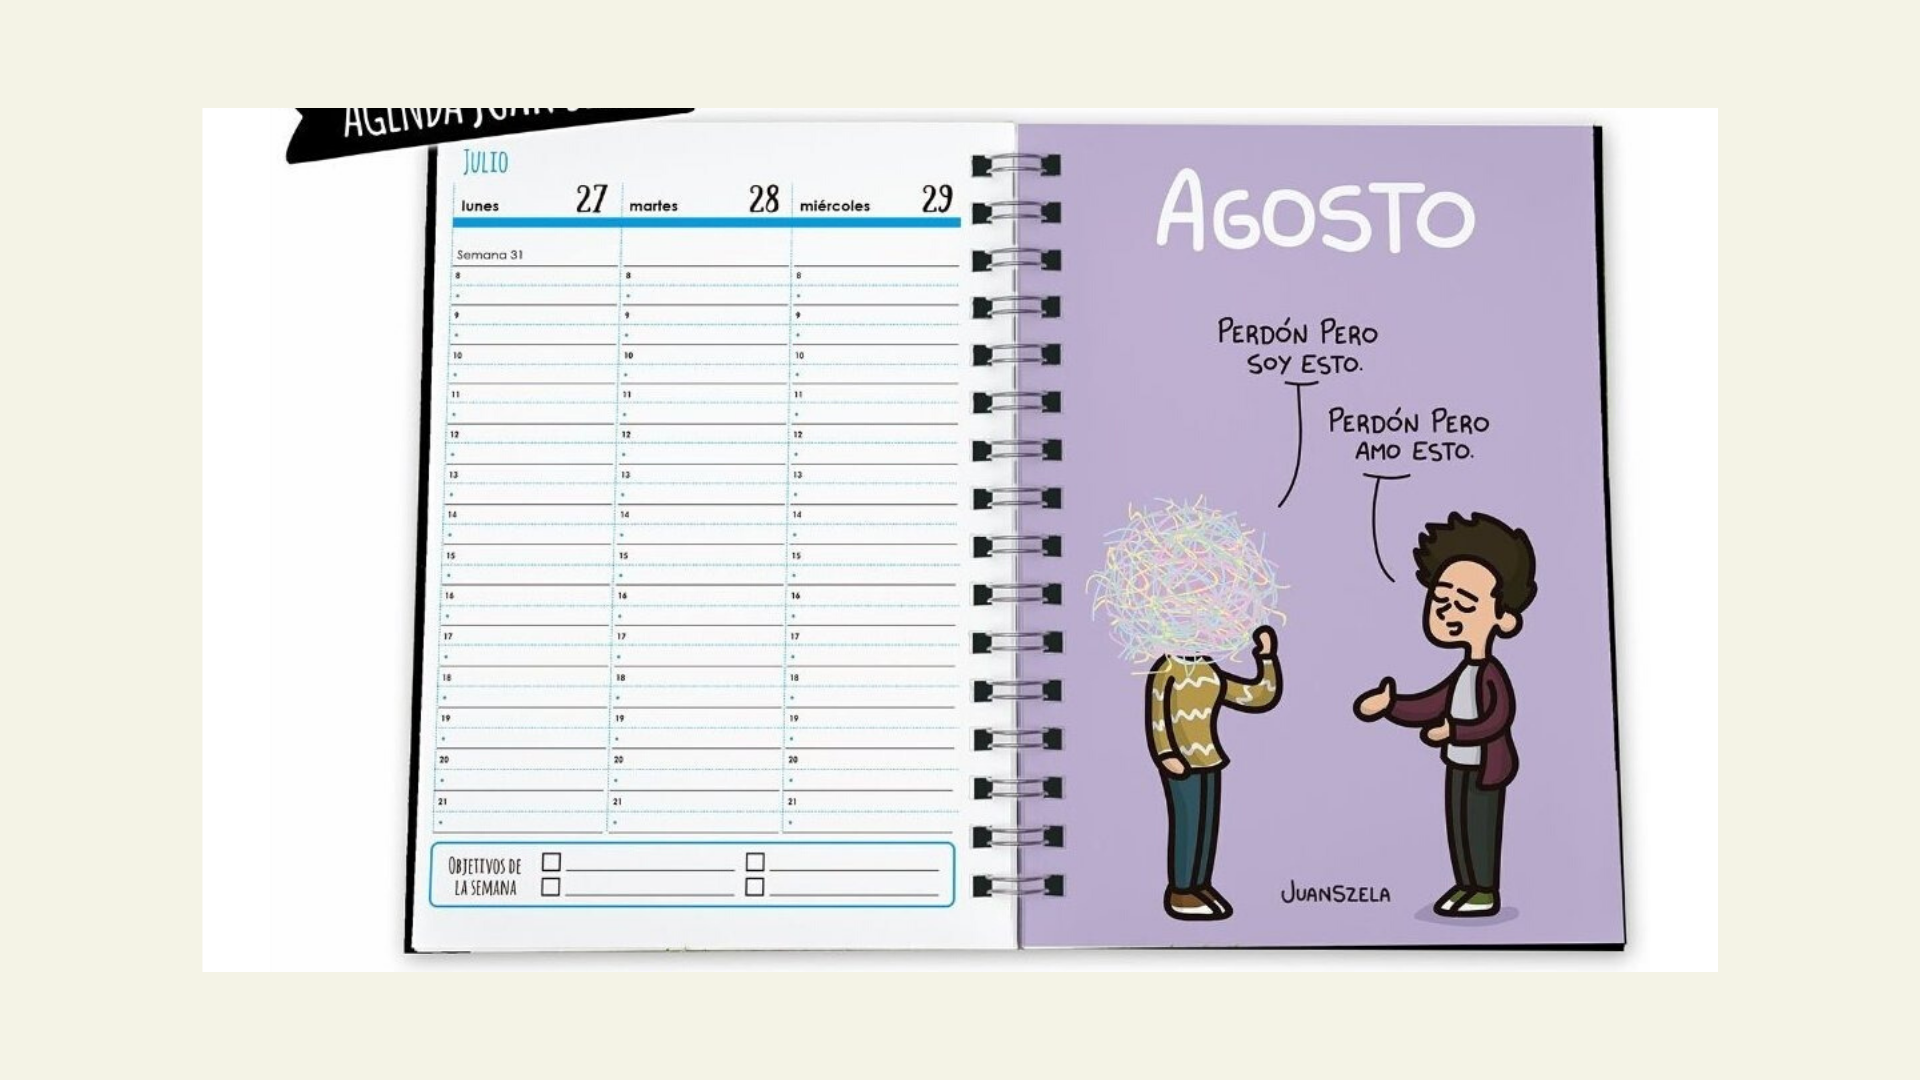 AGENDA JUAN
JULIO
lunes 27 martes 28 miércoles 29
Semana 31
8 8 8
9 9 9
10 10 10
11 11 11
12 12 12
13 13 13
14 14 14
15 15 15
16 16 16
17 17 17
18 18 18
19 19 19
20 20 20
21 21 21
OBJETIVOS DE
LA SEMANA
AGOSTO
PERDÓN PERO
SOY ESTO.
PERDÓN PERO
AMO ESTO.
JUANSZELA